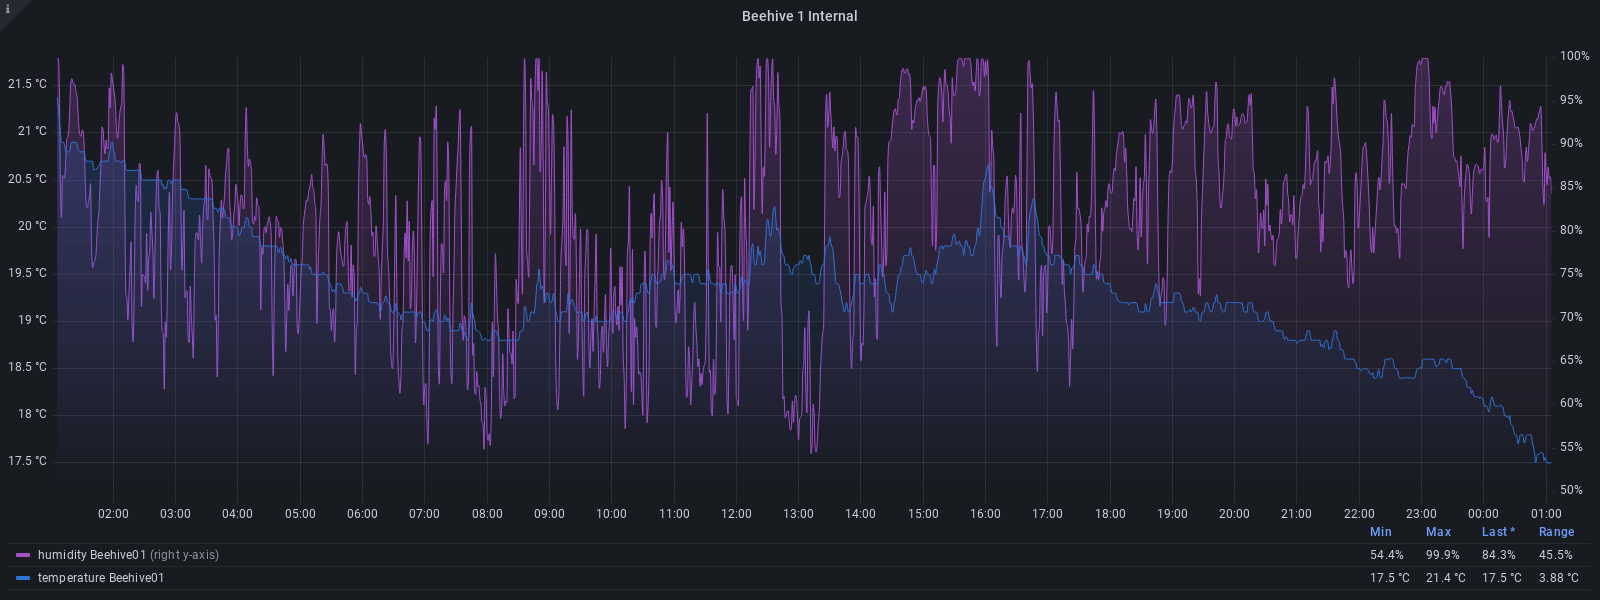 i
Beehive 1 Internal
21.5 °C
21 °C
20.5 °C
20 °C
19.5 °C
19 °C
18.5 °C
18 °C
17.5 °C
100%
95%
90%
85%
80%
75%
70%
65%
60%
55%
50%
02:00 03:00 04:00 05:00 06:00 07:00 08:00 09:00 10:00 11:00 12:00 13:00 14:00 15:00 16:00 17:00 18:00 19:00 20:00 21:00 22:00 23:00 00:00 01:00
Min Max Last * Range
humidity Beehive01 (right y-axis) 54.4% 99.9% 84.3% 45.5%
temperature Beehive01 17.5 °C 21.4 °C 17.5 °C 3.88 °C